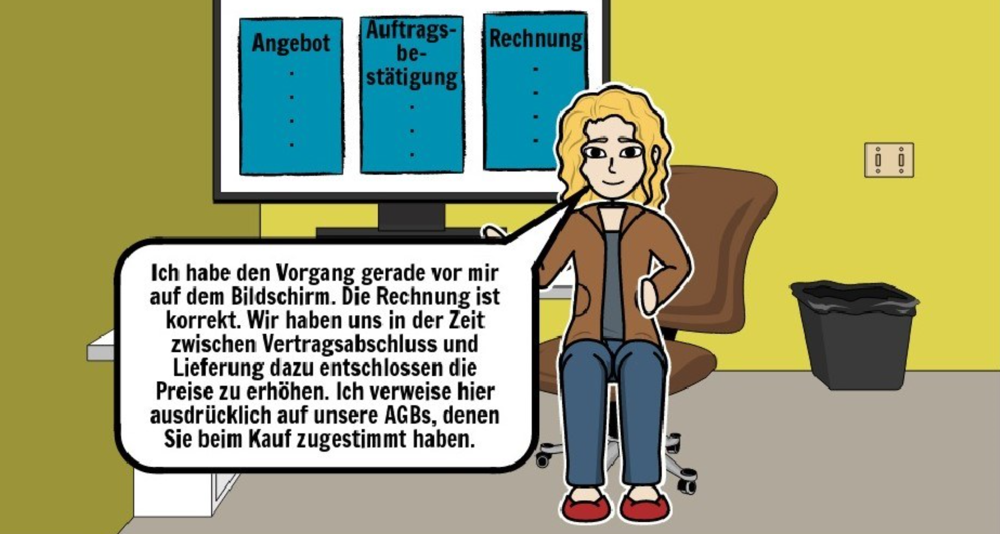 Angebot
Auftrags-
be-
stätigung
Rechnung
Ich habe den Vorgang gerade vor mir
auf dem Bildschirm. Die Rechnung ist
korrekt. Wir haben uns in der Zeit
zwischen Vertragsabschluss und
Lieferung dazu entschlossen die
Preise zu erhöhen. Ich verweise hier
ausdrücklich auf unsere AGBs, denen
Sie beim Kauf zugestimmt haben.